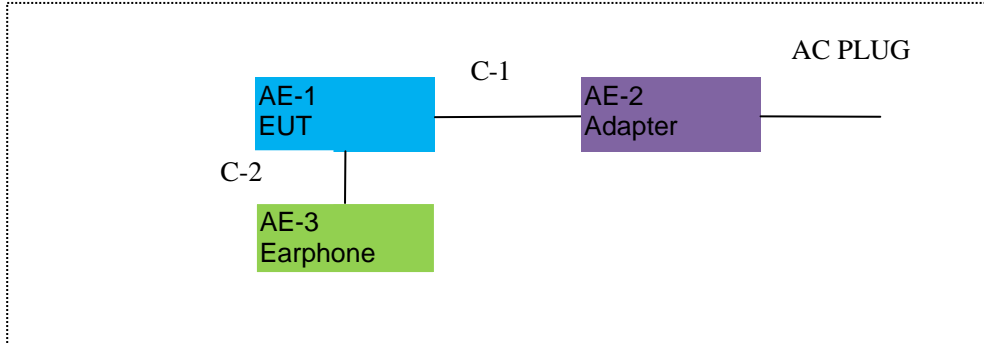 AC PLUG
C-1
AE-1
EUT
AE-2
Adapter
C-2
AE-3
Earphone